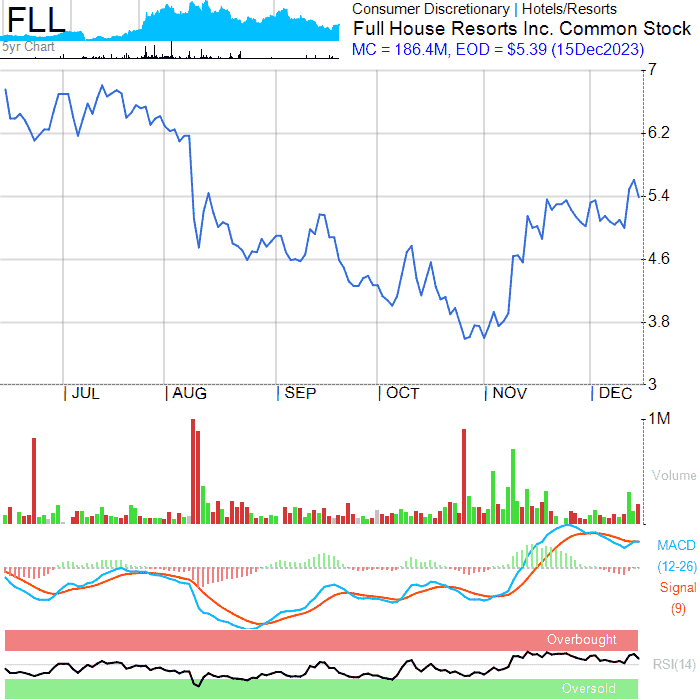 FLL
5yr Chart
Consumer Discretionary | Hotels/Resorts
Full House Resorts Inc. Common Stock
MC = 186.4M, EOD = $5.39 (15Dec2023)
7
6.2
5.4
4.6
3.8
3
JUL AUG SEP OCT NOV DEC
1M
Volume
MACD
(12-26)
Signal
(9)
Overbought
RSI(14)
Oversold